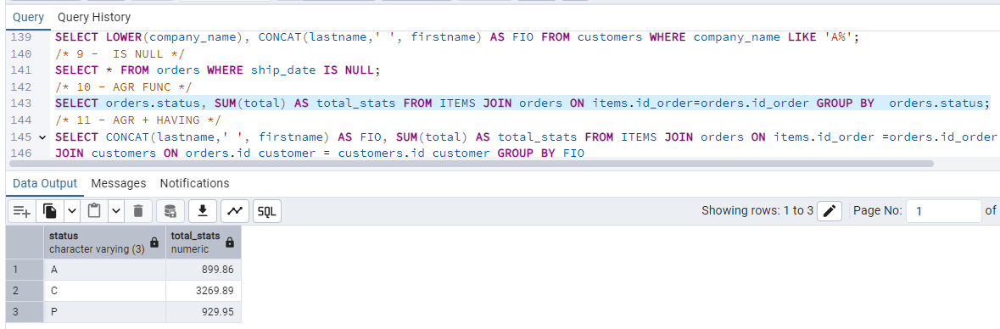 Query Query History
139 SELECT LOWER(company_name), CONCAT(lastname,' ', firstname) AS FIO FROM customers WHERE company_name LIKE 'A%';
140 /* 9 - IS NULL */
141 SELECT * FROM orders WHERE ship_date IS NULL;
142 /* 10 - AGR FUNC */
143 SELECT orders.status, SUM(total) AS total_stats FROM ITEMS JOIN orders ON items.id_order=orders.id_order GROUP BY orders.status;
144 /* 11 - AGR + HAVING */
145 SELECT CONCAT(lastname,' ', firstname) AS FIO, SUM(total) AS total_stats FROM ITEMS JOIN orders ON items.id_order =orders.id_order
146 JOIN customers ON orders.id_customer = customers.id_customer GROUP BY FIO
Data Output Messages Notifications
SQL Showing rows: 1 to 3 Page No: 1 of
status total_stats
character varying (3) numeric
1 A 899.86
2 C 3269.89
3 P 929.95